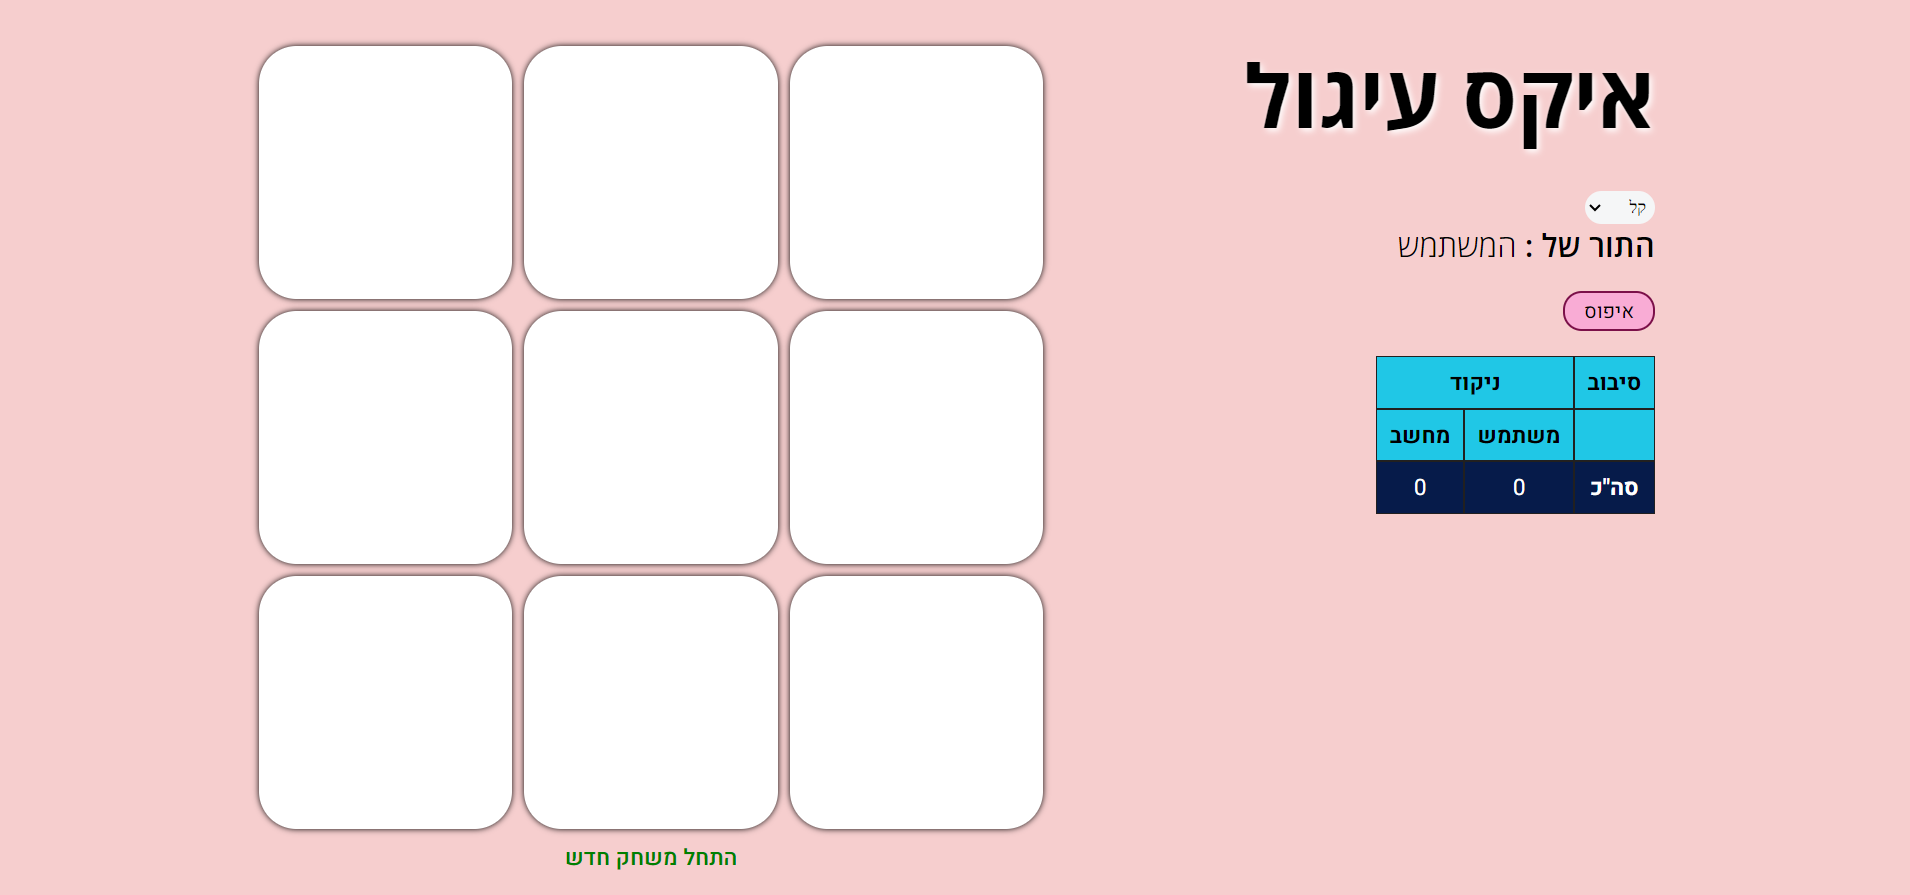 איקס עיגול
קל
התור של : המשתמש
איפוס
סיבוב ניקוד
משתמש מחשב
סה"כ 0 0
התחל משחק חדש